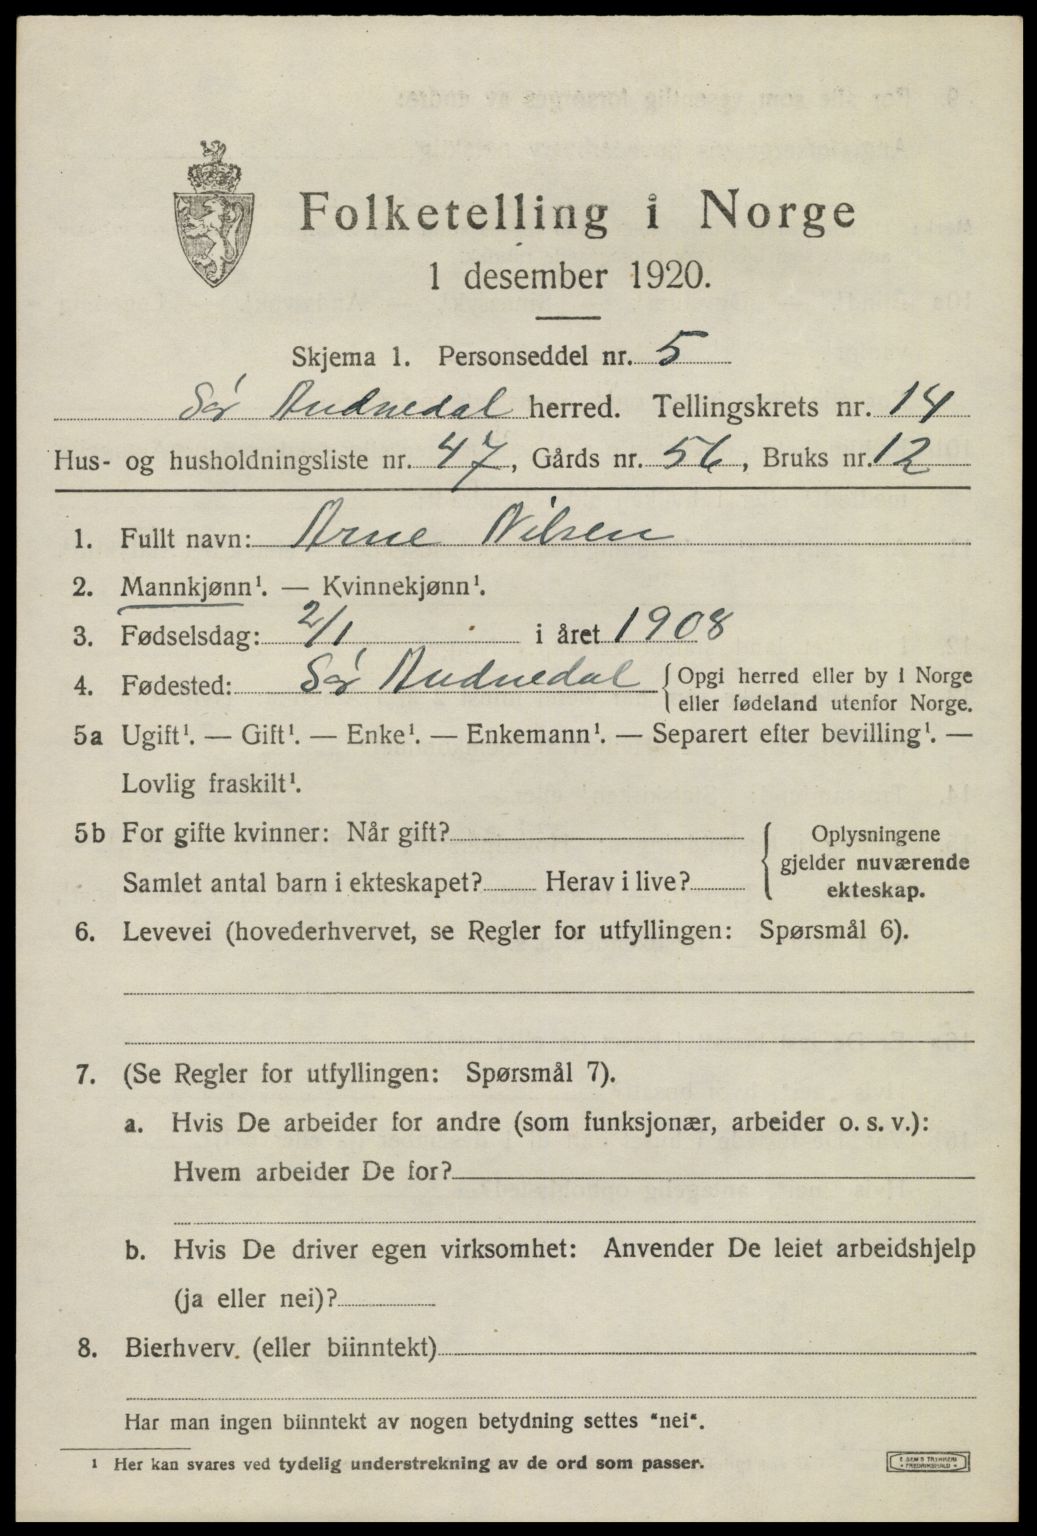 Folketelling i Norge
1 desember 1920.
Skjema 1. Personseddel nr. 5
Sør Audnedal herred. Tellingskrets nr. 14
Hus- og husholdningsliste nr. 47, Gårds nr. 56, Bruks nr. 12
1. Fullt navn: Arne Nilsen
2. Mannkjønn¹. — Kvinnekjønn¹.
3. Fødselsdag: 2/1 i året 1908
4. Fødested: Sør Audnedal {Opgi herred eller by i Norge
eller fødeland utenfor Norge.
5a Ugift¹. — Gift¹. — Enke¹. — Enkemann¹. — Separert efter bevilling¹. —
Lovlig fraskilt¹.
5b For gifte kvinner: Når gift?
Samlet antal barn i ekteskapet? Herav i live?
{Oplysningene
gjelder nuværende
ekteskap.
6. Levevei (hovederhvervet, se Regler for utfyllingen: Spørsmål 6).
7. (Se Regler for utfyllingen: Spørsmål 7).
a. Hvis De arbeider for andre (som funksjonær, arbeider o. s. v.):
Hvem arbeider De for?
b. Hvis De driver egen virksomhet: Anvender De leiet arbeidshjelp
(ja eller nei)?
8. Bierhverv. (eller biinntekt)
Har man ingen biinntekt av nogen betydning settes "nei".
¹ Her kan svares ved tydelig understrekning av de ord som passer.